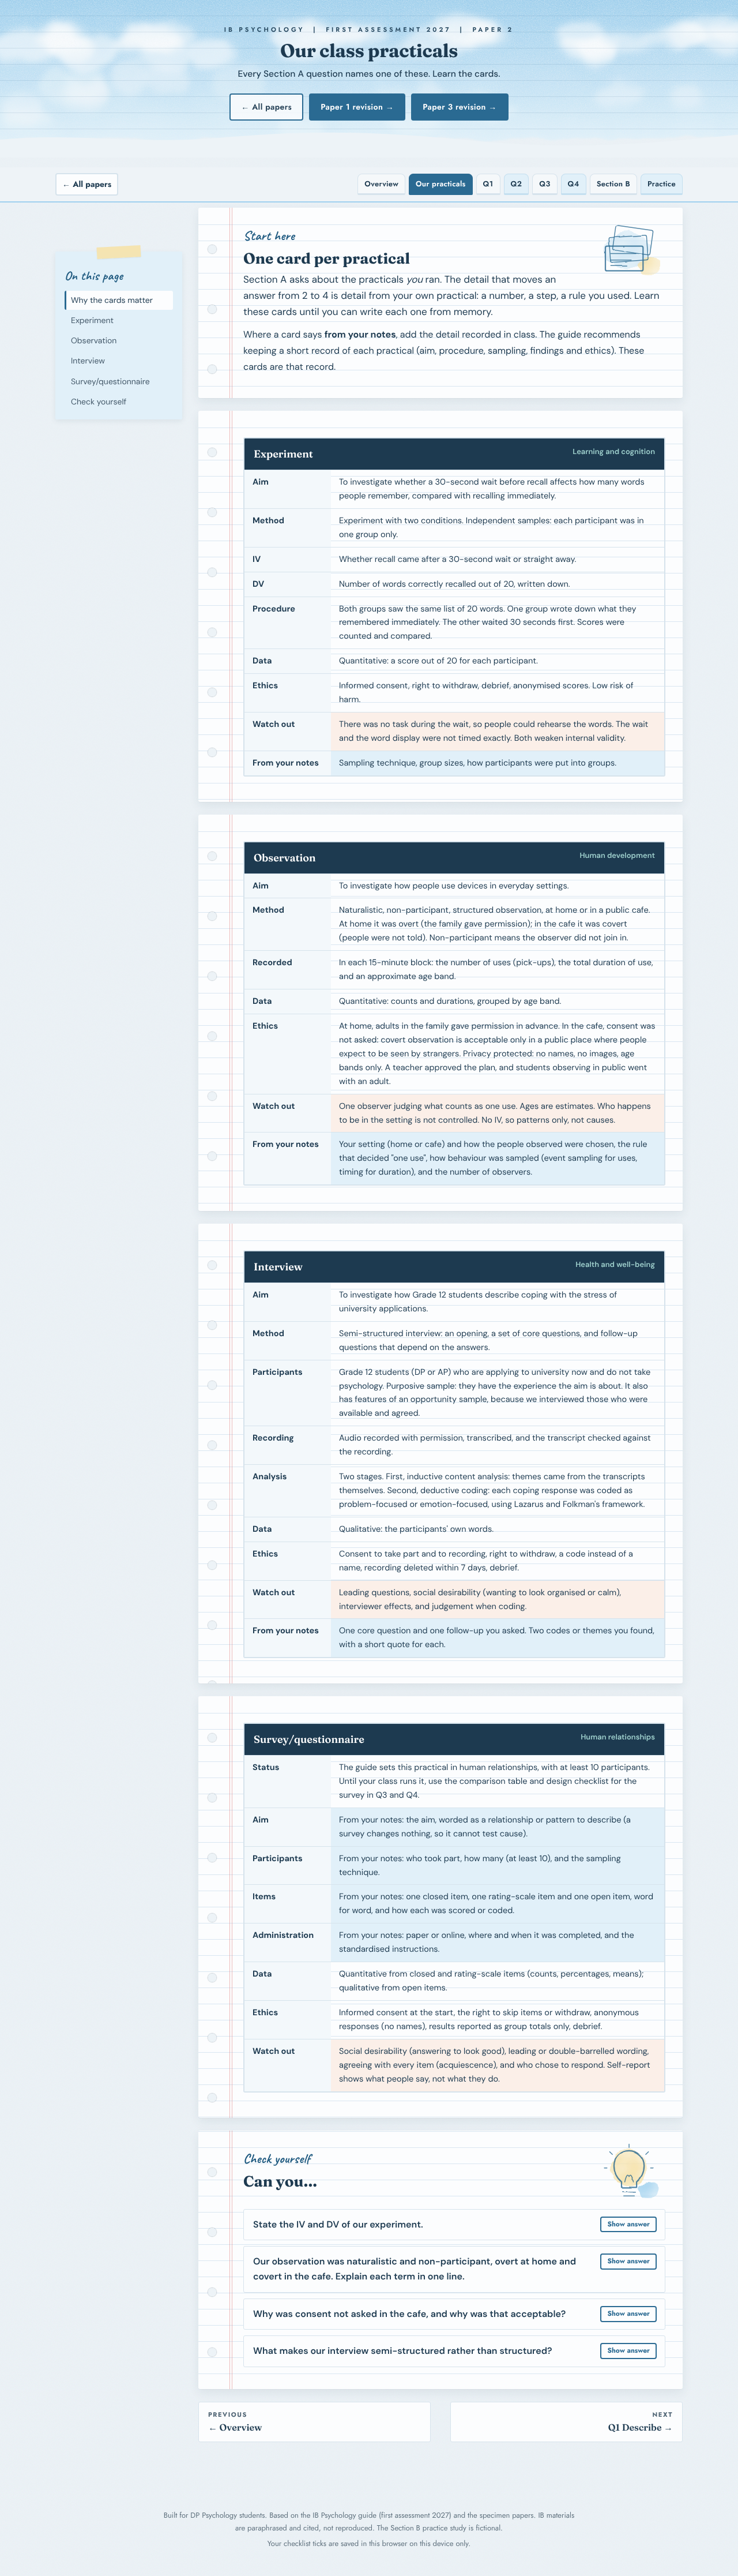 IB PSYCHOLOGY | FIRST ASSESSMENT 2027 | PAPER 2
Our class practicals
Every Section A question names one of these. Learn the cards.
← All papers
Paper 1 revision →
Paper 3 revision →
← All papers
Overview
Our practicals
Q1
Q2
Q3
Q4
Section B
Practice
On this page
Why the cards matter
Experiment
Observation
Interview
Survey/questionnaire
Check yourself
Start here
One card per practical
Section A asks about the practicals you ran. The detail that moves an
answer from 2 to 4 is detail from your own practical: a number, a step, a rule you used. Learn
these cards until you can write each one from memory.
Where a card says from your notes, add the detail recorded in class. The guide recommends
keeping a short record of each practical (aim, procedure, sampling, findings and ethics). These
cards are that record.
Experiment
Learning and cognition
Aim
To investigate whether a 30-second wait before recall affects how many words
people remember, compared with recalling immediately.
Method
Experiment with two conditions. Independent samples: each participant was in
one group only.
IV
Whether recall came after a 30-second wait or straight away.
DV
Number of words correctly recalled out of 20, written down.
Procedure
Both groups saw the same list of 20 words. One group wrote down what they
remembered immediately. The other waited 30 seconds first. Scores were
counted and compared.
Data
Quantitative: a score out of 20 for each participant.
Ethics
Informed consent, right to withdraw, debrief, anonymised scores. Low risk of
harm.
Watch out
There was no task during the wait, so people could rehearse the words. The wait
and the word display were not timed exactly. Both weaken internal validity.
From your notes
Sampling technique, group sizes, how participants were put into groups.
Observation
Human development
Aim
To investigate how people use devices in everyday settings.
Method
Naturalistic, non-participant, structured observation, at home or in a public cafe.
At home it was overt (the family gave permission); in the cafe it was covert
(people were not told). Non-participant means the observer did not join in.
Recorded
In each 15-minute block: the number of uses (pick-ups), the total duration of use,
and an approximate age band.
Data
Quantitative: counts and durations, grouped by age band.
Ethics
At home, adults in the family gave permission in advance. In the cafe, consent was
not asked: covert observation is acceptable only in a public place where people
expect to be seen by strangers. Privacy protected: no names, no images, age
bands only. A teacher approved the plan, and students observing in public went
with an adult.
Watch out
One observer judging what counts as one use. Ages are estimates. Who happens
to be in the setting is not controlled. No IV, so patterns only, not causes.
From your notes
Your setting (home or cafe) and how the people observed were chosen, the rule
that decided "one use", how behaviour was sampled (event sampling for uses,
timing for duration), and the number of observers.
Interview
Health and well-being
Aim
To investigate how Grade 12 students describe coping with the stress of
university applications.
Method
Semi-structured interview: an opening, a set of core questions, and follow-up
questions that depend on the answers.
Participants
Grade 12 students (DP or AP) who are applying to university now and do not take
psychology. Purposive sample: they have the experience the aim is about. It also
has features of an opportunity sample, because we interviewed those who were
available and agreed.
Recording
Audio recorded with permission, transcribed, and the transcript checked against
the recording.
Analysis
Two stages. First, inductive content analysis: themes came from the transcripts
themselves. Second, deductive coding: each coping response was coded as
problem-focused or emotion-focused, using Lazarus and Folkman's framework.
Data
Qualitative: the participants' own words.
Ethics
Consent to take part and to recording, right to withdraw, a code instead of a
name, recording deleted within 7 days, debrief.
Watch out
Leading questions, social desirability (wanting to look organised or calm),
interviewer effects, and judgement when coding.
From your notes
One core question and one follow-up you asked. Two codes or themes you found,
with a short quote for each.
Survey/questionnaire
Human relationships
Status
The guide sets this practical in human relationships, with at least 10 participants.
Until your class runs it, use the comparison table and design checklist for the
survey in Q3 and Q4.
Aim
From your notes: the aim, worded as a relationship or pattern to describe (a
survey changes nothing, so it cannot test cause).
Participants
From your notes: who took part, how many (at least 10), and the sampling
technique.
Items
From your notes: one closed item, one rating-scale item and one open item, word
for word, and how each was scored or coded.
Administration
From your notes: paper or online, where and when it was completed, and the
standardised instructions.
Data
Quantitative from closed and rating-scale items (counts, percentages, means);
qualitative from open items.
Ethics
Informed consent at the start, the right to skip items or withdraw, anonymous
responses (no names), results reported as group totals only, debrief.
Watch out
Social desirability (answering to look good), leading or double-barrelled wording,
agreeing with every item (acquiescence), and who chose to respond. Self-report
shows what people say, not what they do.
Check yourself
Can you...
State the IV and DV of our experiment.
Show answer
Our observation was naturalistic and non-participant, overt at home and
covert in the cafe. Explain each term in one line.
Show answer
Why was consent not asked in the cafe, and why was that acceptable?
Show answer
What makes our interview semi-structured rather than structured?
Show answer
PREVIOUS
← Overview
NEXT
Q1 Describe →
Built for DP Psychology students. Based on the IB Psychology guide (first assessment 2027) and the specimen papers. IB materials
are paraphrased and cited, not reproduced. The Section B practice study is fictional.
Your checklist ticks are saved in this browser on this device only.